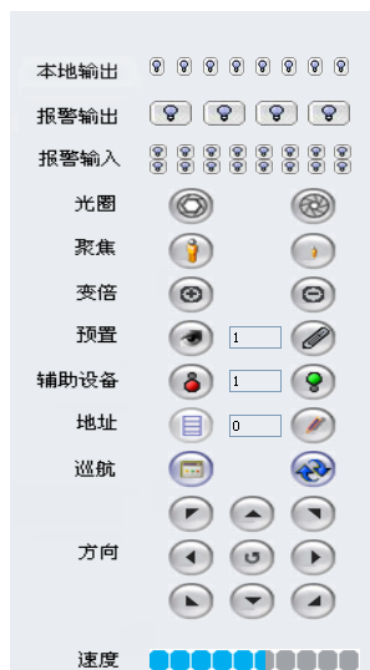 本地输出
报警输出
报警输入
光圈
聚焦
变倍
预置 1
辅助设备 1
地址 0
巡航
方向
速度